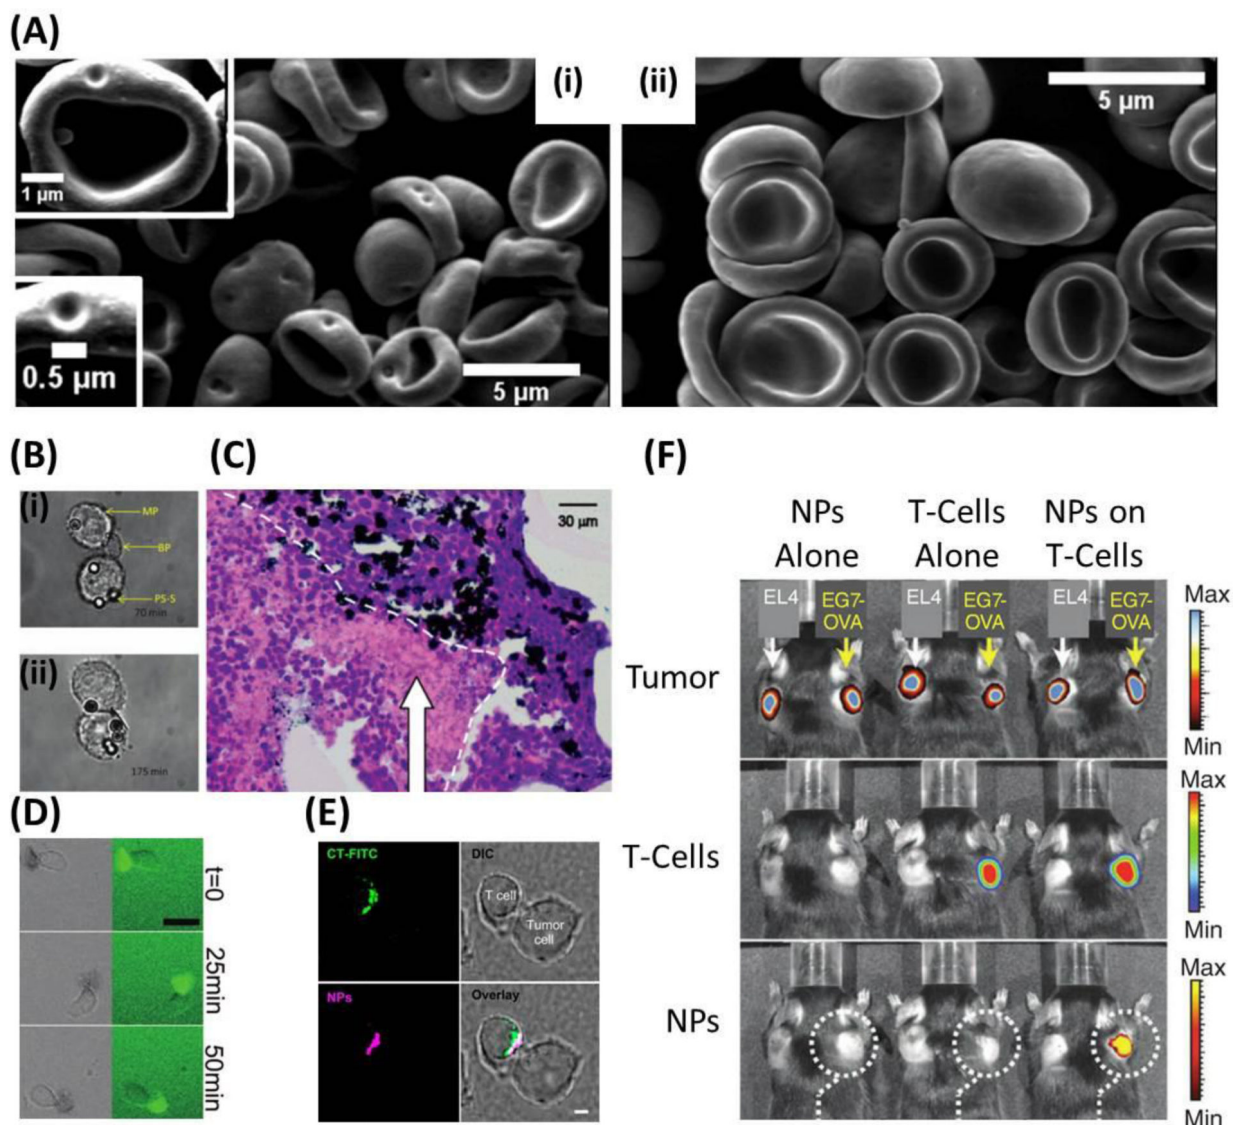 (A)
(i)
(ii)
5 µm
1 µm
0.5 µm
5 µm
(B)
(C)
(F)
(i)
MP
BP
PS-S
70 min
(ii)
175 min
30 µm
NPs
Alone
T-Cells
Alone
NPs on
T-Cells
EL4
EG7-
OVA
EL4
EG7-
OVA
EL4
EG7-
OVA
Max
Min
Tumor
Max
Min
T-Cells
Max
Min
NPs
(D)
t=0
25min
50min
(E)
CT-FITC
DIC
T cell
Tumor
cell
NPs
Overlay